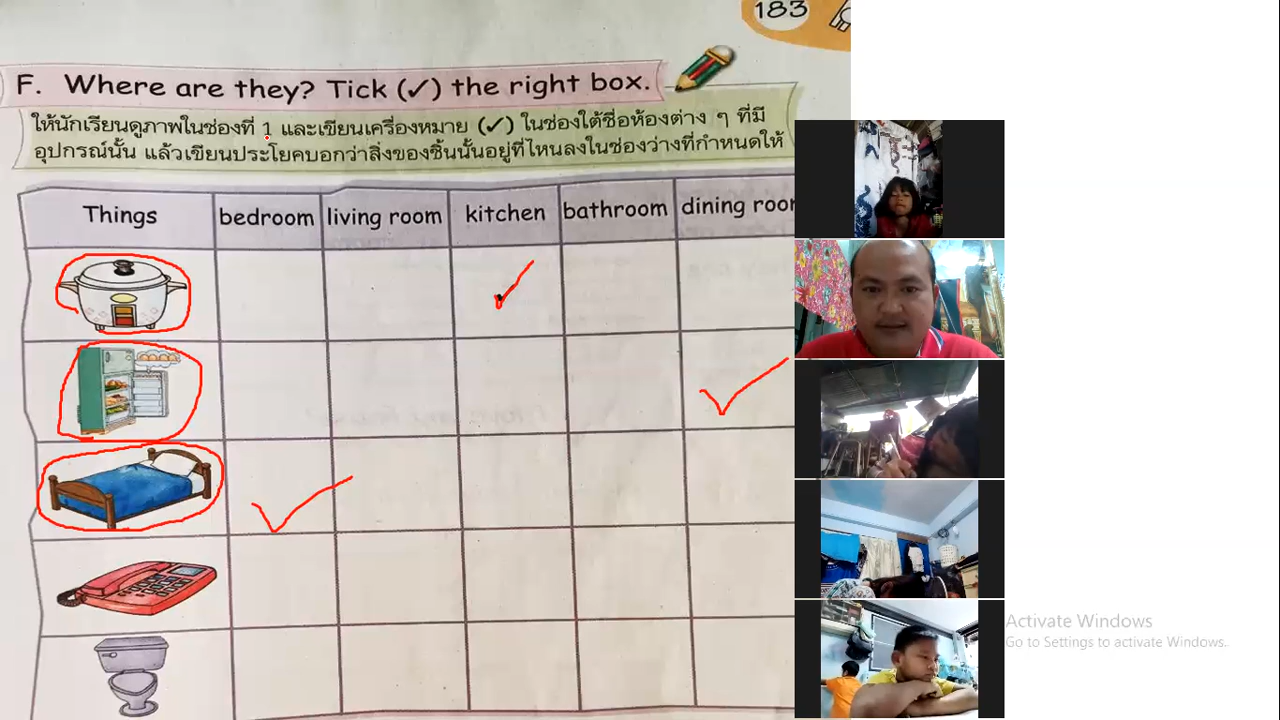 183
F. Where are they? Tick (✓) the right box.
ให้นักเรียนดูภาพในช่องที่ 1 และเขียนเครื่องหมาย (✓) ในช่องใต้ชื่อห้องต่าง ๆ ที่มี
อุปกรณ์นั้น แล้วเขียนประโยคบอกว่าสิ่งของชิ้นนั้นอยู่ที่ไหนลงในช่องว่างที่กำหนดให้
Things bedroom living room kitchen bathroom dining room
Activate Windows
Go to Settings to activate Windows.